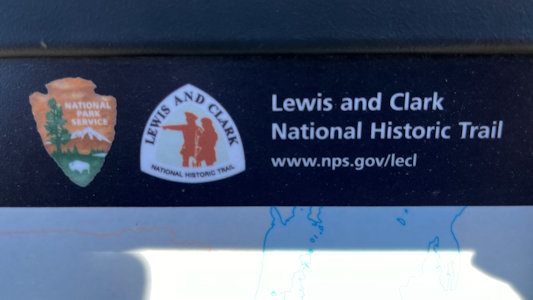 NATIONAL
PARK
SERVICE
LEWIS AND CLARK
NATIONAL HISTORIC TRAIL
Lewis and Clark
National Historic Trail
www.nps.gov/lecl